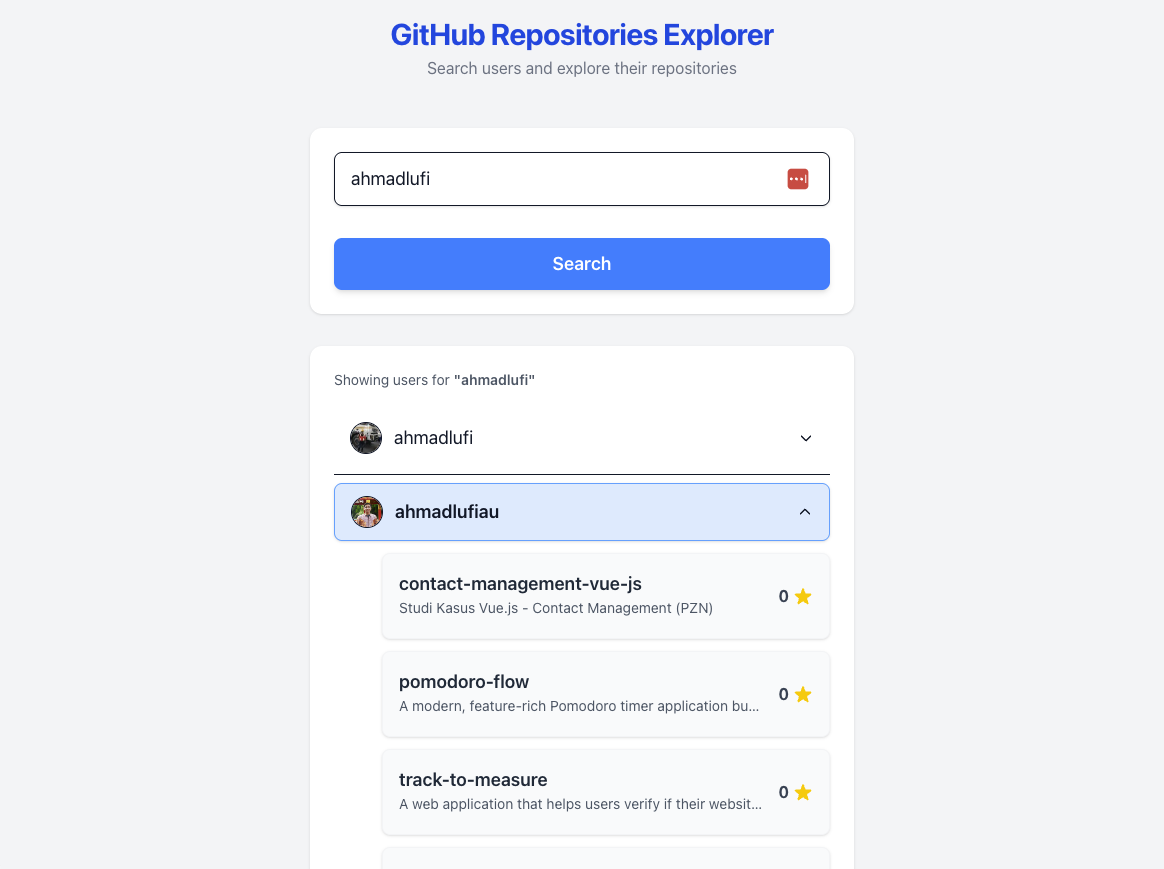 GitHub Repositories Explorer
Search users and explore their repositories
ahmadlufi
Search
Showing users for "ahmadlufi"
ahmadlufi
ahmadlufiau
contact-management-vue-js
Studi Kasus Vue.js - Contact Management (PZN)
0
pomodoro-flow
A modern, feature-rich Pomodoro timer application bu...
0
track-to-measure
A web application that helps users verify if their websit...
0